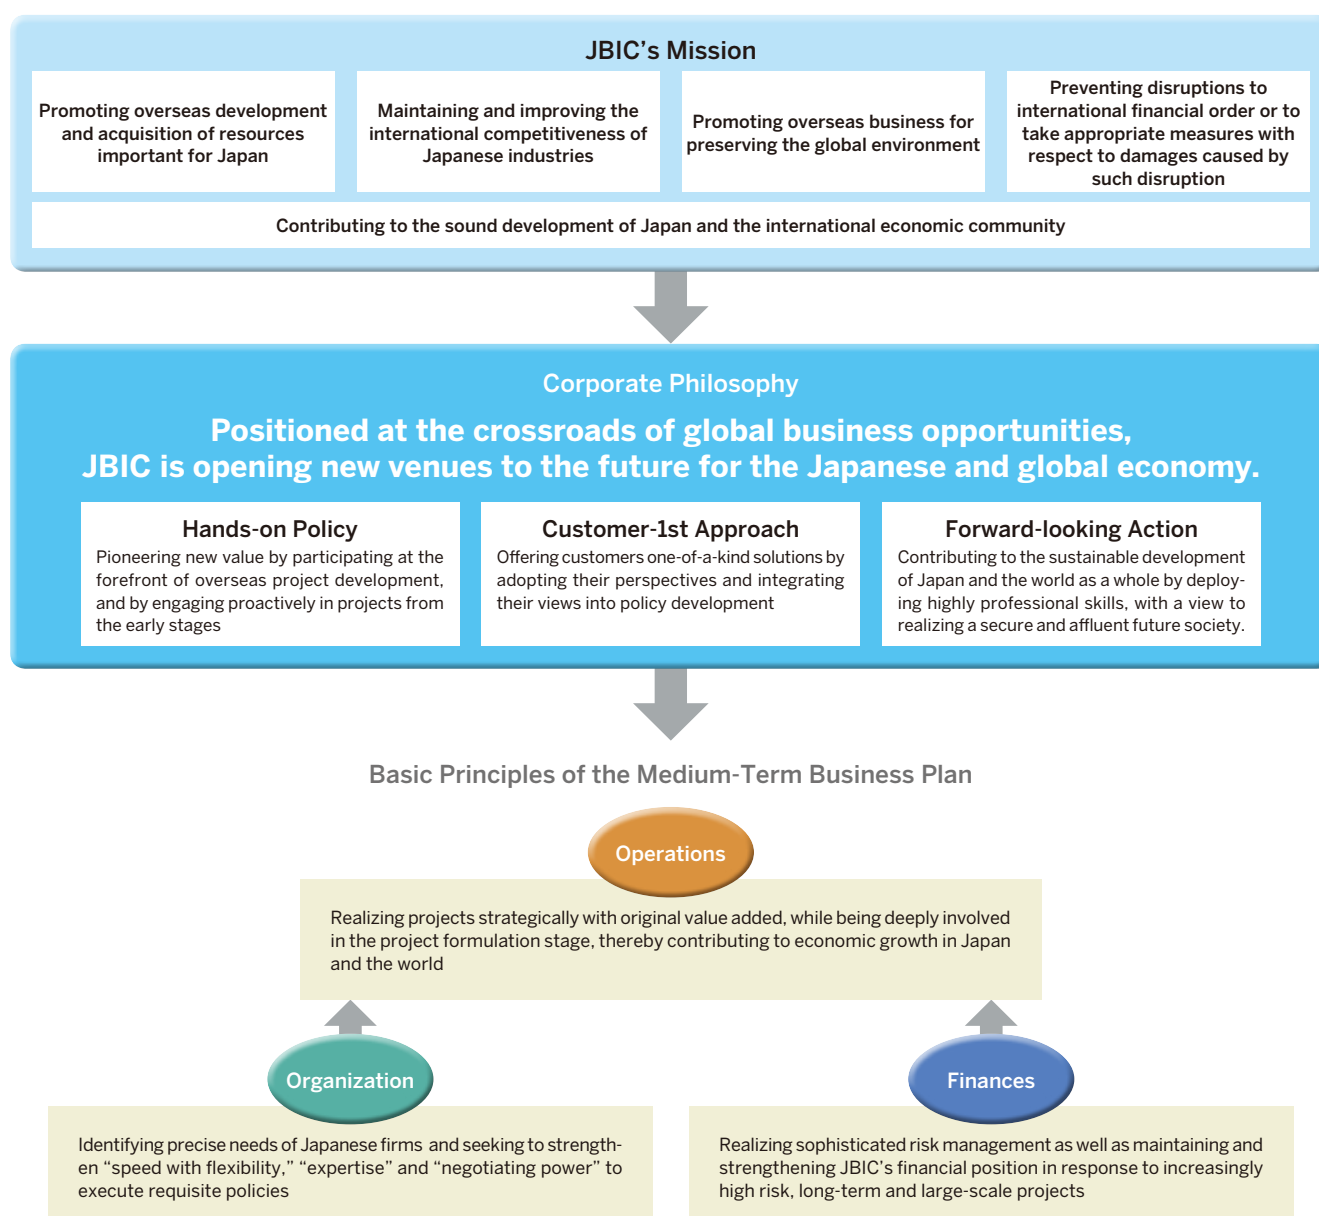 JBIC’s Mission
Promoting overseas development
and acquisition of resources
important for Japan
Maintaining and improving the
international competitiveness of
Japanese industries
Promoting overseas business for
preserving the global environment
Preventing disruptions to
international financial order or to
take appropriate measures with
respect to damages caused by
such disruption
Contributing to the sound development of Japan and the international economic community
Corporate Philosophy
Positioned at the crossroads of global business opportunities,
JBIC is opening new venues to the future for the Japanese and global economy.
Hands-on Policy
Pioneering new value by participating at the
forefront of overseas project development,
and by engaging proactively in projects from
the early stages
Customer-1st Approach
Offering customers one-of-a-kind solutions by
adopting their perspectives and integrating
their views into policy development
Forward-looking Action
Contributing to the sustainable development
of Japan and the world as a whole by deploy-
ing highly professional skills, with a view to
realizing a secure and affluent future society.
Basic Principles of the Medium-Term Business Plan
Operations
Realizing projects strategically with original value added, while being deeply involved
in the project formulation stage, thereby contributing to economic growth in Japan
and the world
Organization
Identifying precise needs of Japanese firms and seeking to strength-
en “speed with flexibility,” “expertise” and “negotiating power” to
execute requisite policies
Finances
Realizing sophisticated risk management as well as maintaining and
strengthening JBIC’s financial position in response to increasingly
high risk, long-term and large-scale projects